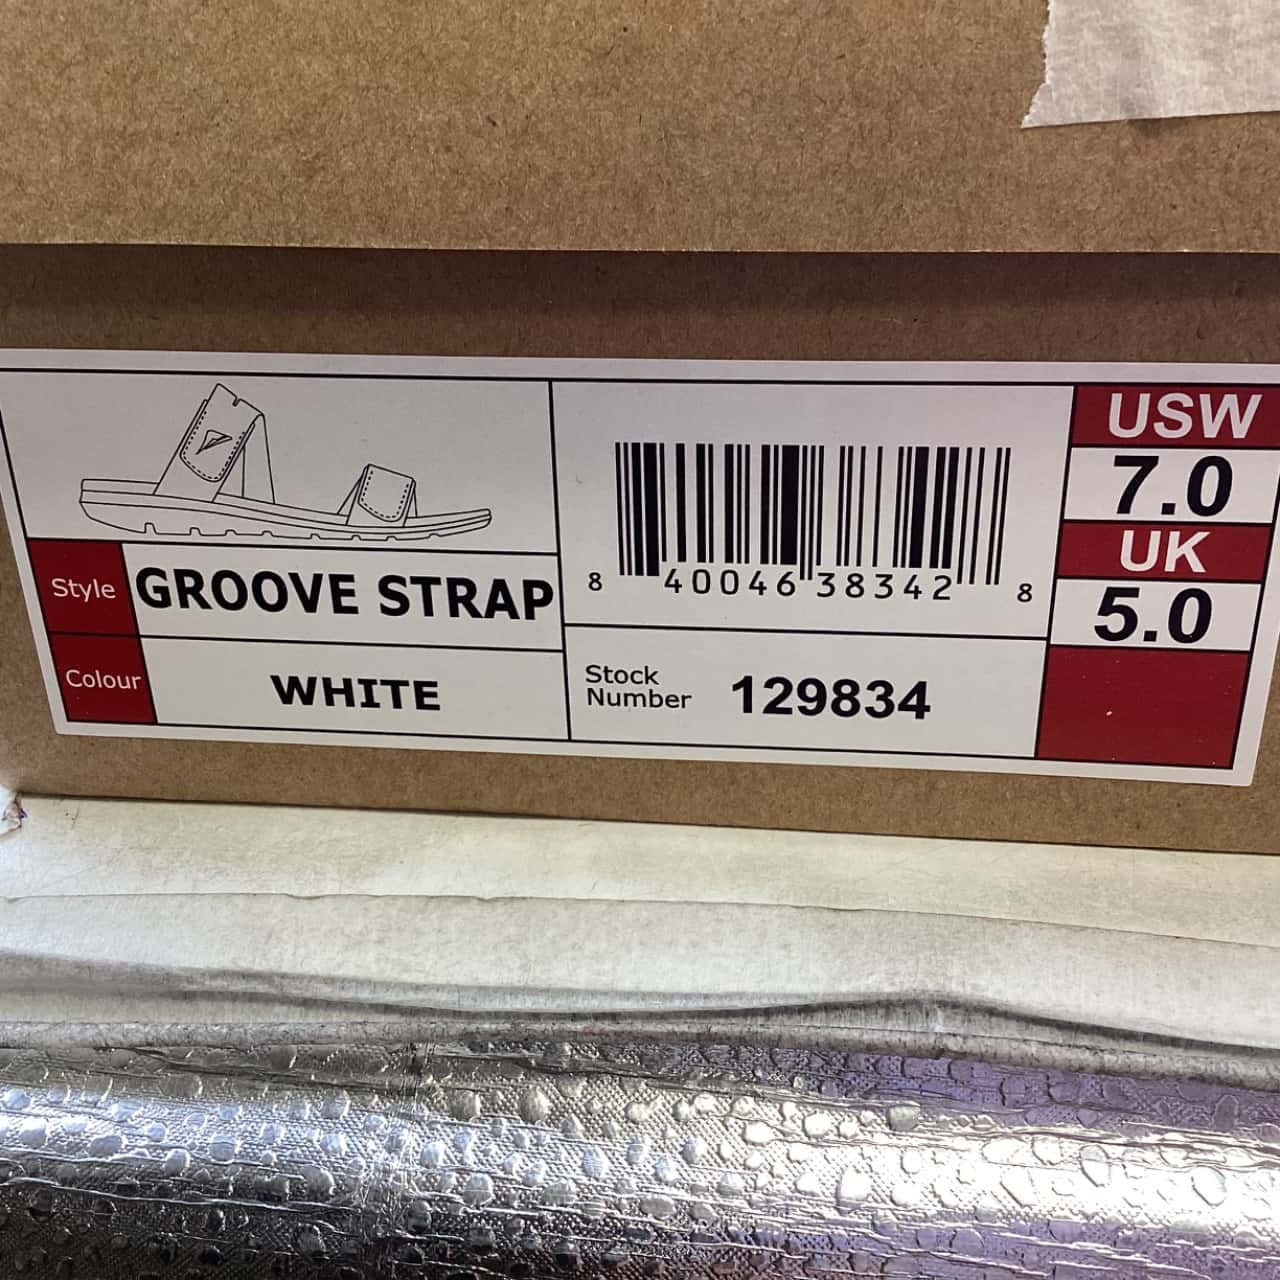 Style GROOVE STRAP
Colour WHITE
8 40046 38342 8
Stock
Number 129834
USW
7.0
UK
5.0